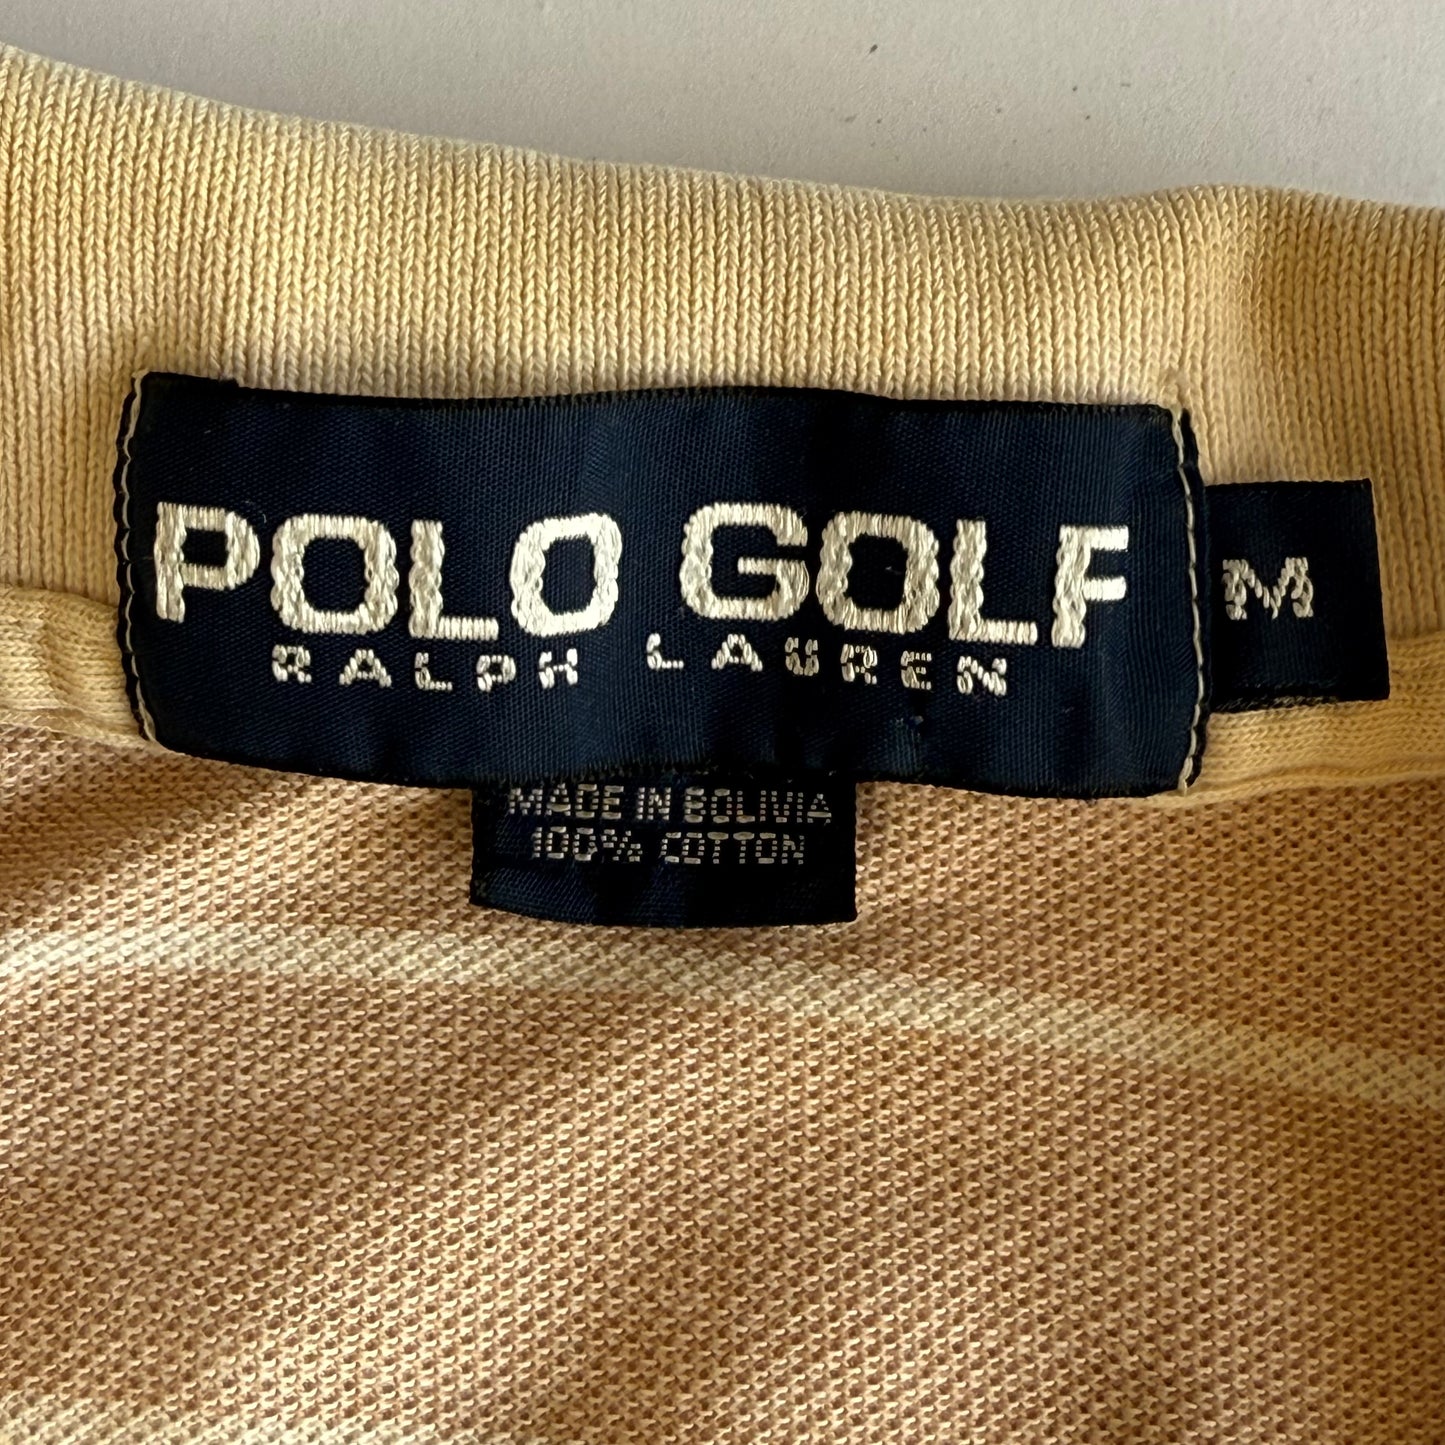 POLO GOLF
RALPH LAUREN
M
MADE IN BOLIVIA
100% COTTON